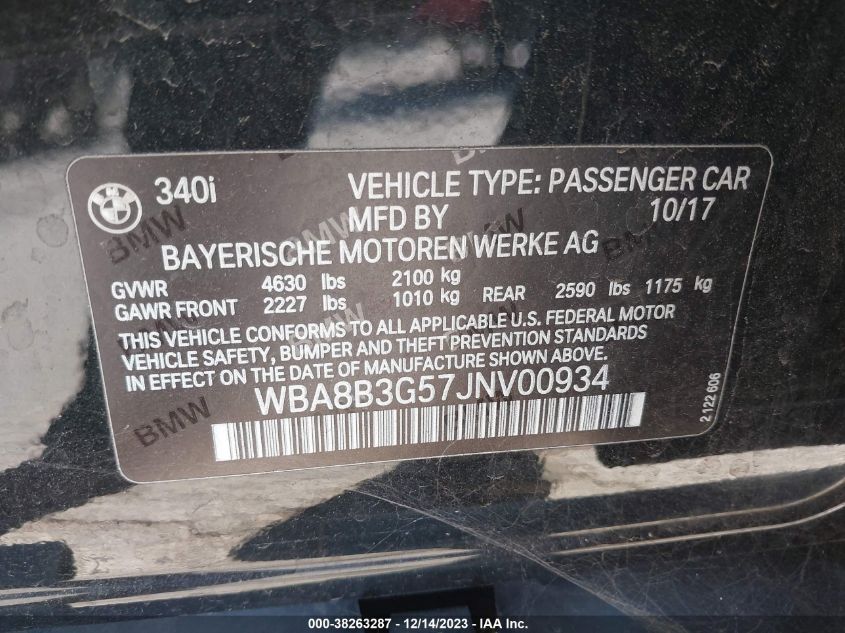 340i VEHICLE TYPE: PASSENGER CAR
MFD BY 10/17
BAYERISCHE MOTOREN WERKE AG
GVWR 4630 lbs 2100 kg
GAWR FRONT 2227 lbs 1010 kg REAR 2590 lbs 1175 kg
THIS VEHICLE CONFORMS TO ALL APPLICABLE U.S. FEDERAL MOTOR
VEHICLE SAFETY, BUMPER AND THEFT PREVENTION STANDARDS
IN EFFECT ON THE DATE OF MANUFACTURE SHOWN ABOVE.
WBA8B3G57JNV00934
2 122 606
000-38263287 - 12/14/2023 - IAA Inc.